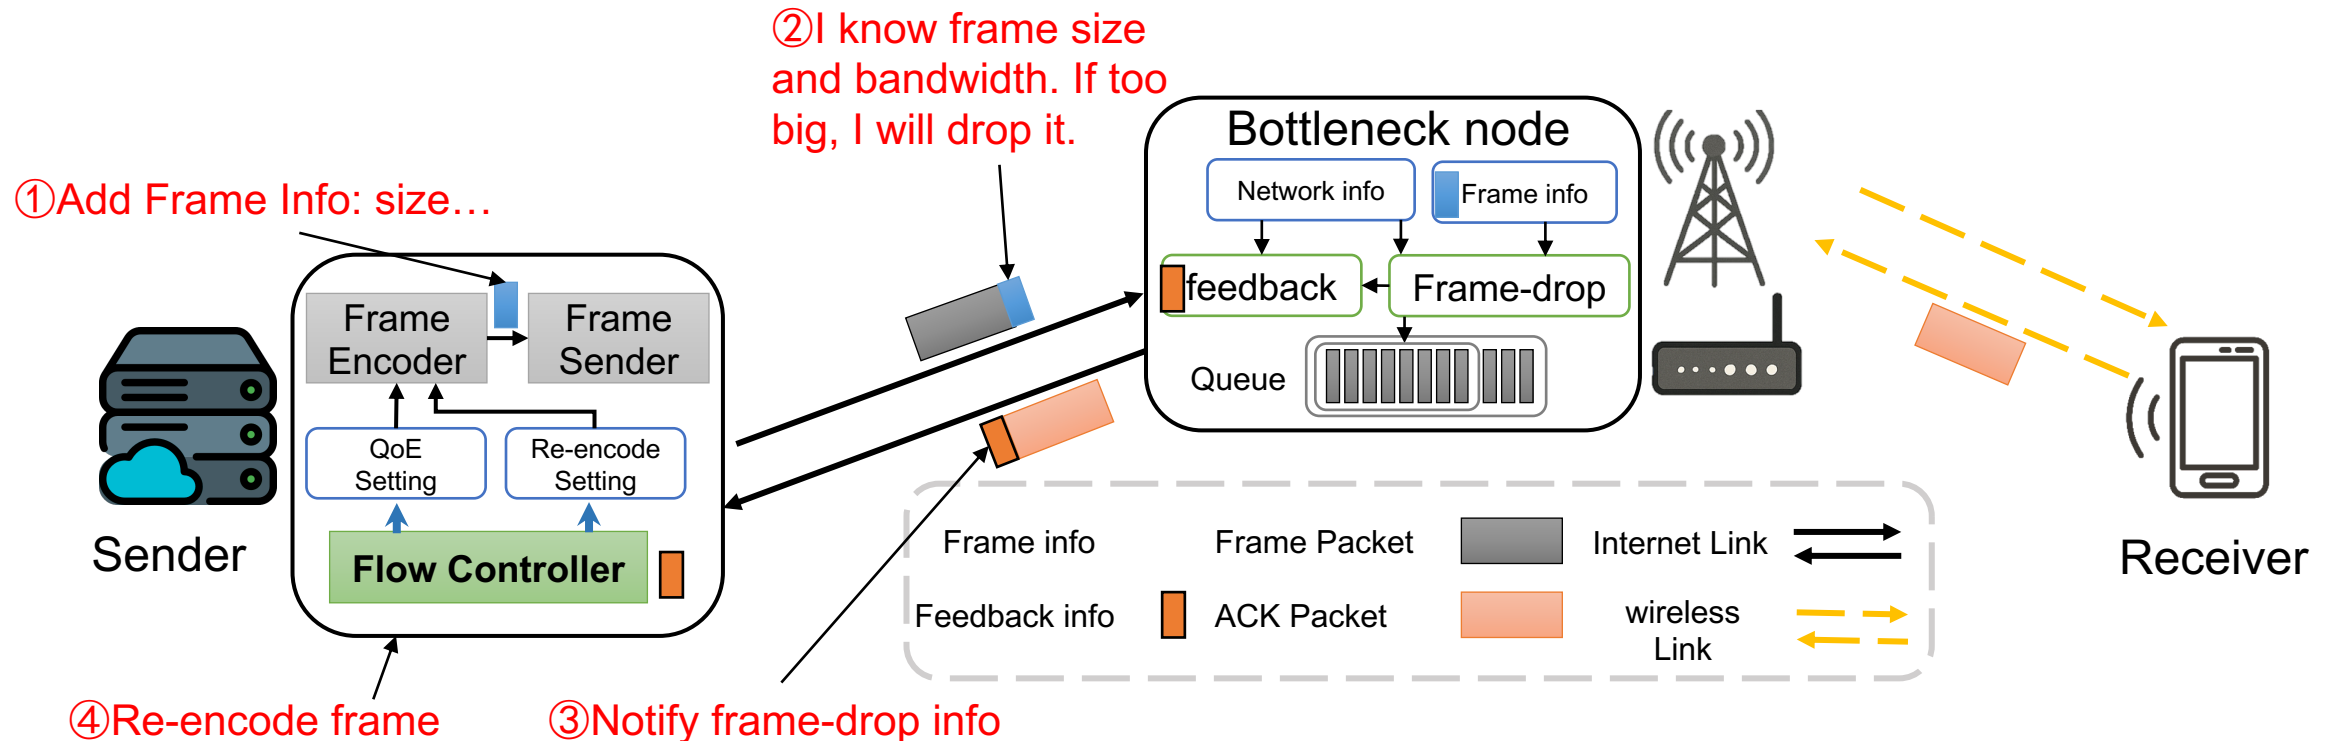 ②I know frame size
and bandwidth. If too
big, I will drop it.
①Add Frame Info: size...
Bottleneck node
Network info
Frame info
feedback
Frame-drop
Queue
Frame
Encoder
Frame
Sender
QoE
Setting
Re-encode
Setting
Flow Controller
Sender
Frame info
Frame Packet
Internet Link
Feedback info
ACK Packet
wireless
Link
Receiver
④Re-encode frame
③Notify frame-drop info